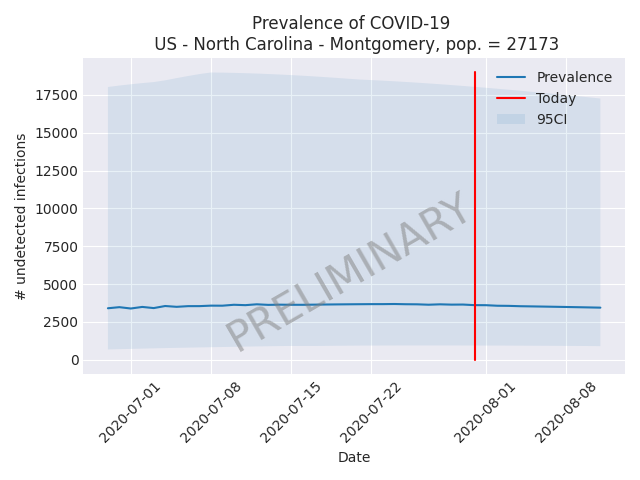 Prevalence of COVID-19
US - North Carolina - Montgomery, pop. = 27173
Prevalence
Today
95CI
17500
15000
12500
10000
7500
5000
2500
0
# undetected infections
PRELIMINARY
2020-07-01
2020-07-08
2020-07-15
2020-07-22
2020-08-01
2020-08-08
Date